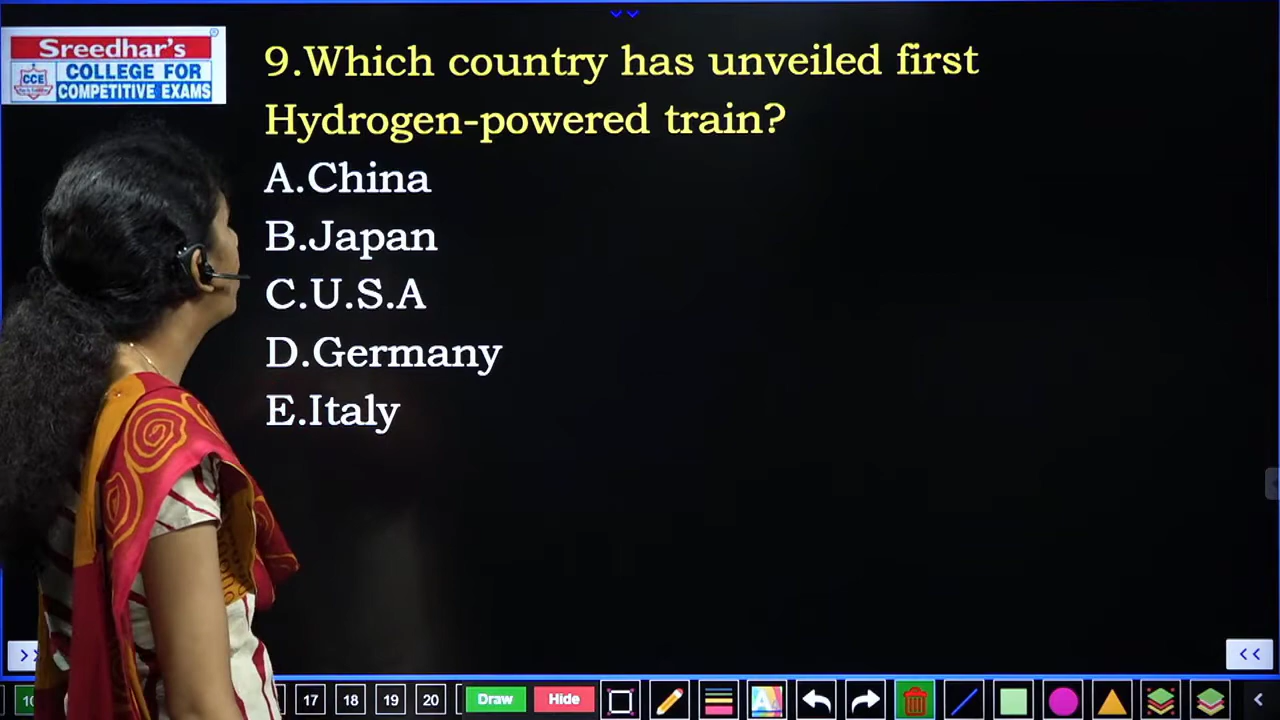 Sreedhar's
CCE
COLLEGE FOR
COMPETITIVE EXAMS
9.Which country has unveiled first
Hydrogen-powered train?
A.China
B.Japan
C.U.S.A
D.Germany
E.Italy
17 18 19 20 Draw Hide